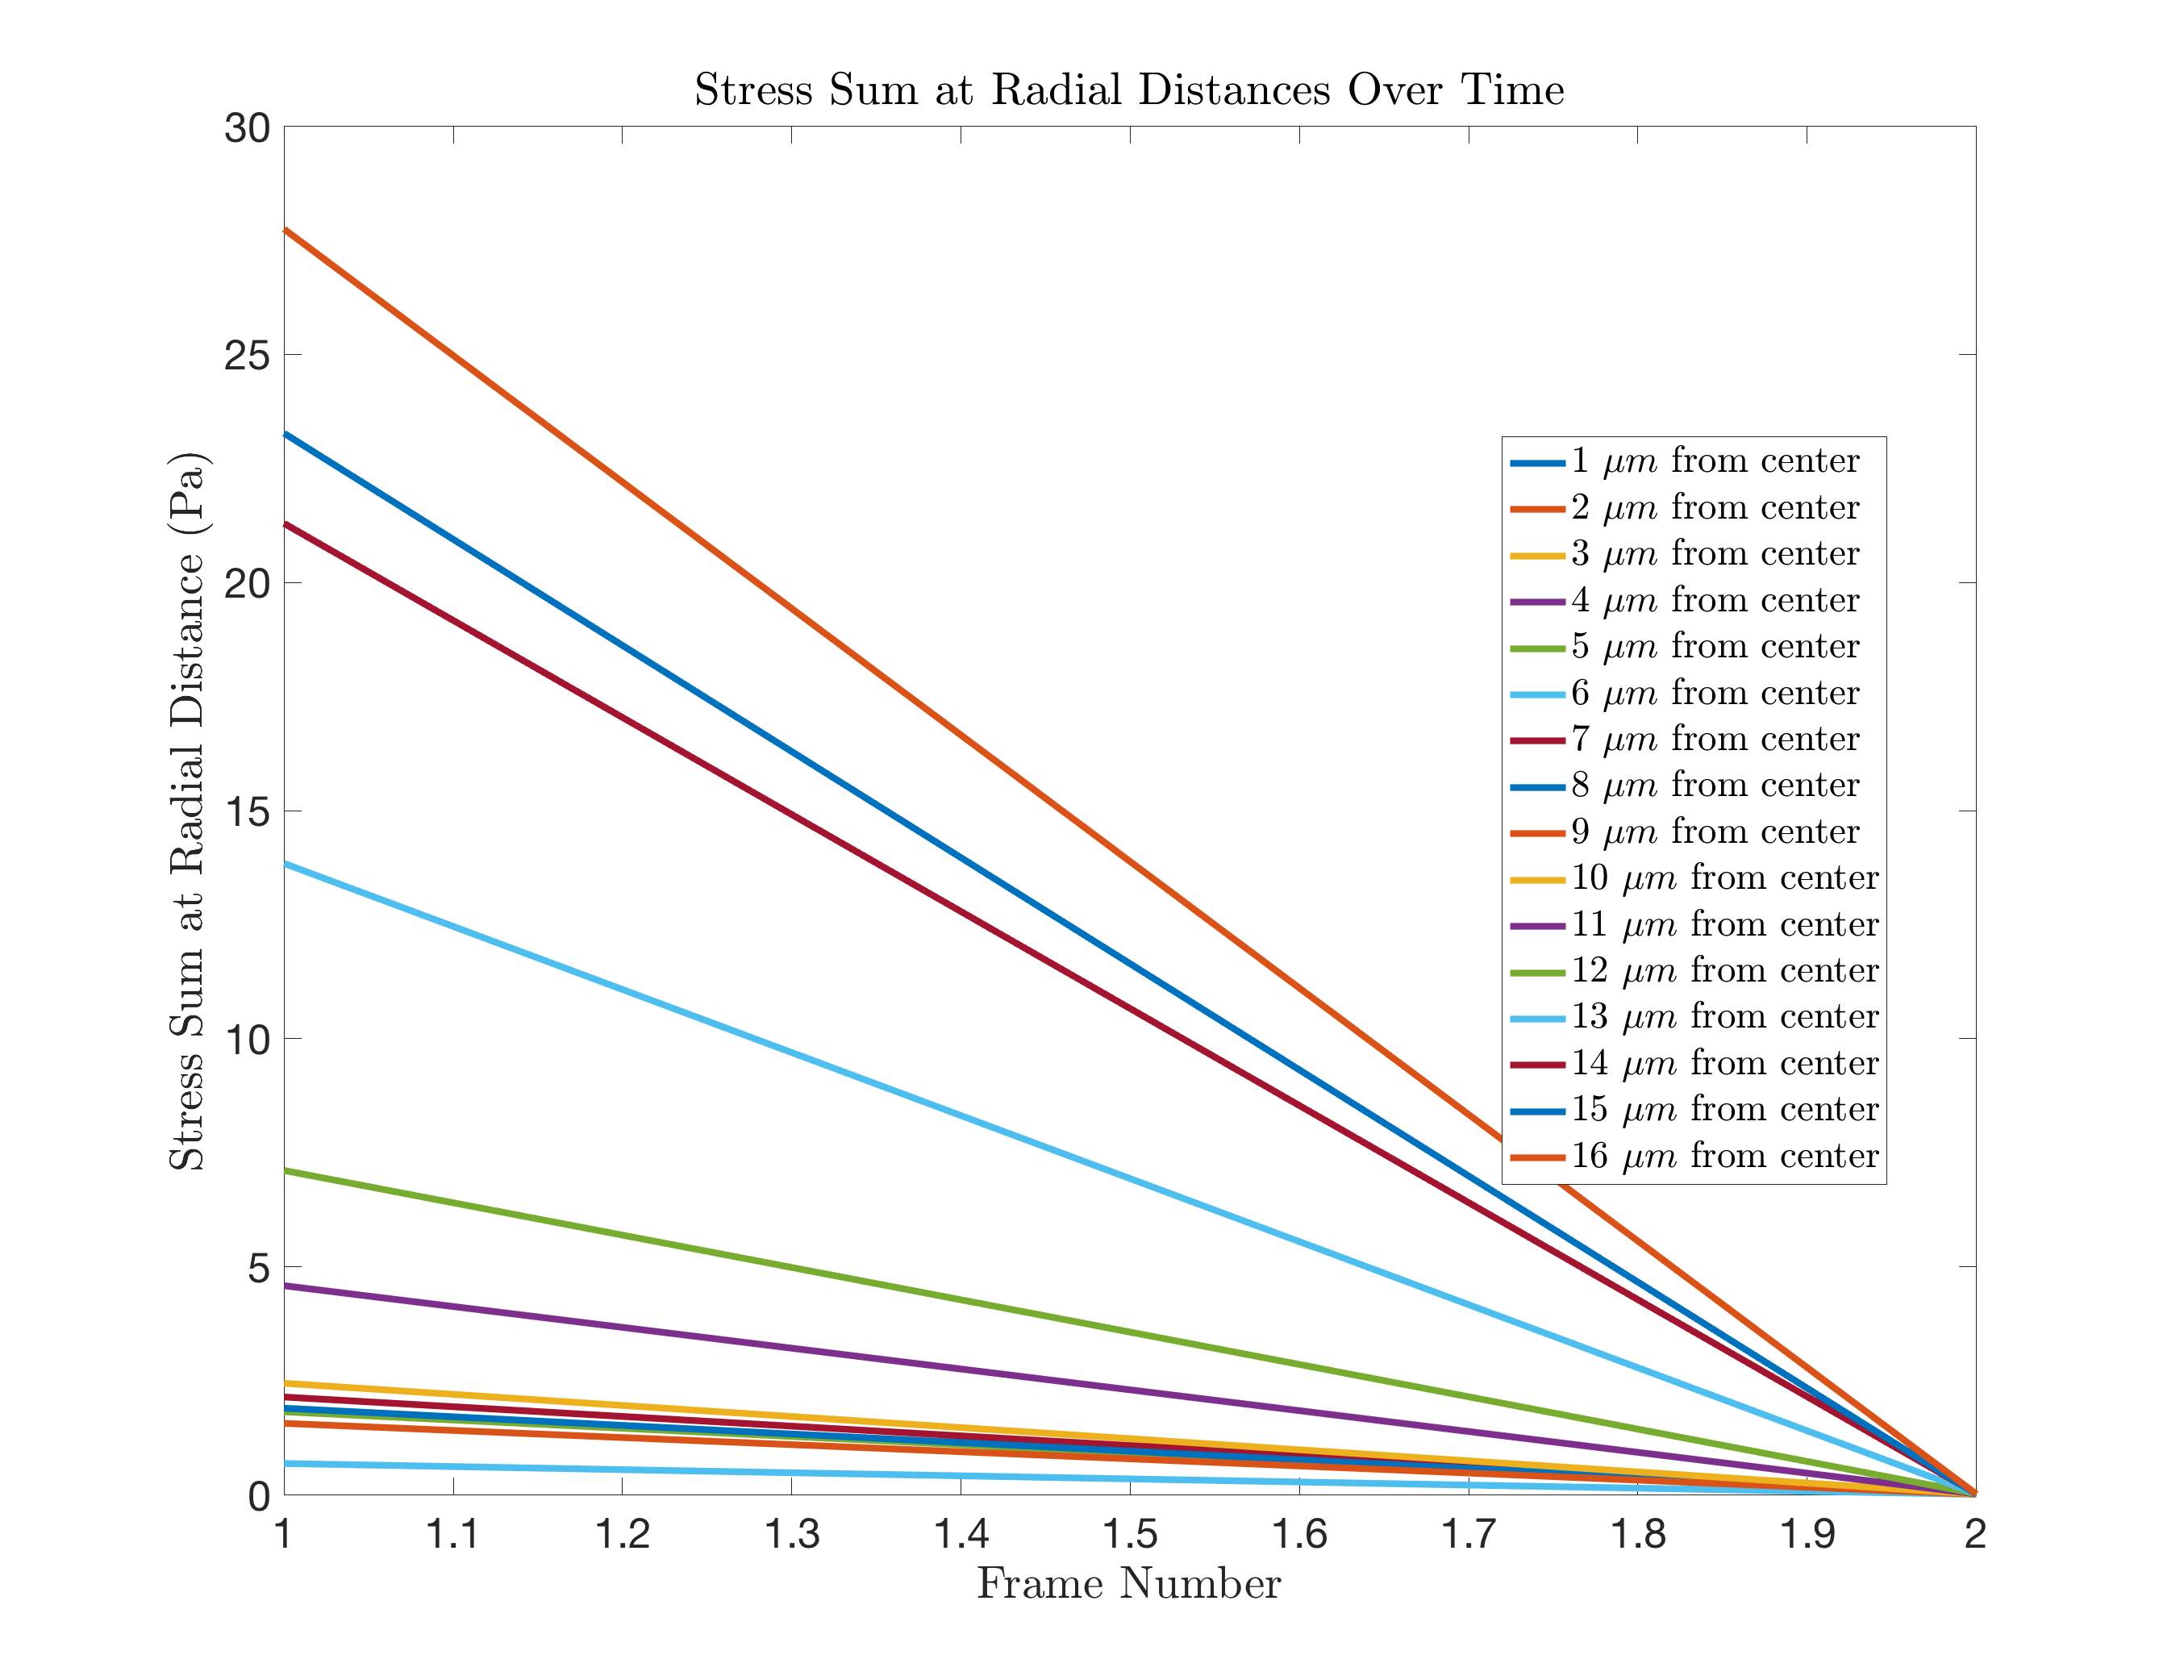 Stress Sum at Radial Distances Over Time
Stress Sum at Radial Distance (Pa)
30
25
20
15
10
5
0
1 μm from center
2 μm from center
3 μm from center
4 μm from center
5 μm from center
6 μm from center
7 μm from center
8 μm from center
9 μm from center
10 μm from center
11 μm from center
12 μm from center
13 μm from center
14 μm from center
15 μm from center
16 μm from center
1 1.1 1.2 1.3 1.4 1.5 1.6 1.7 1.8 1.9 2
Frame Number